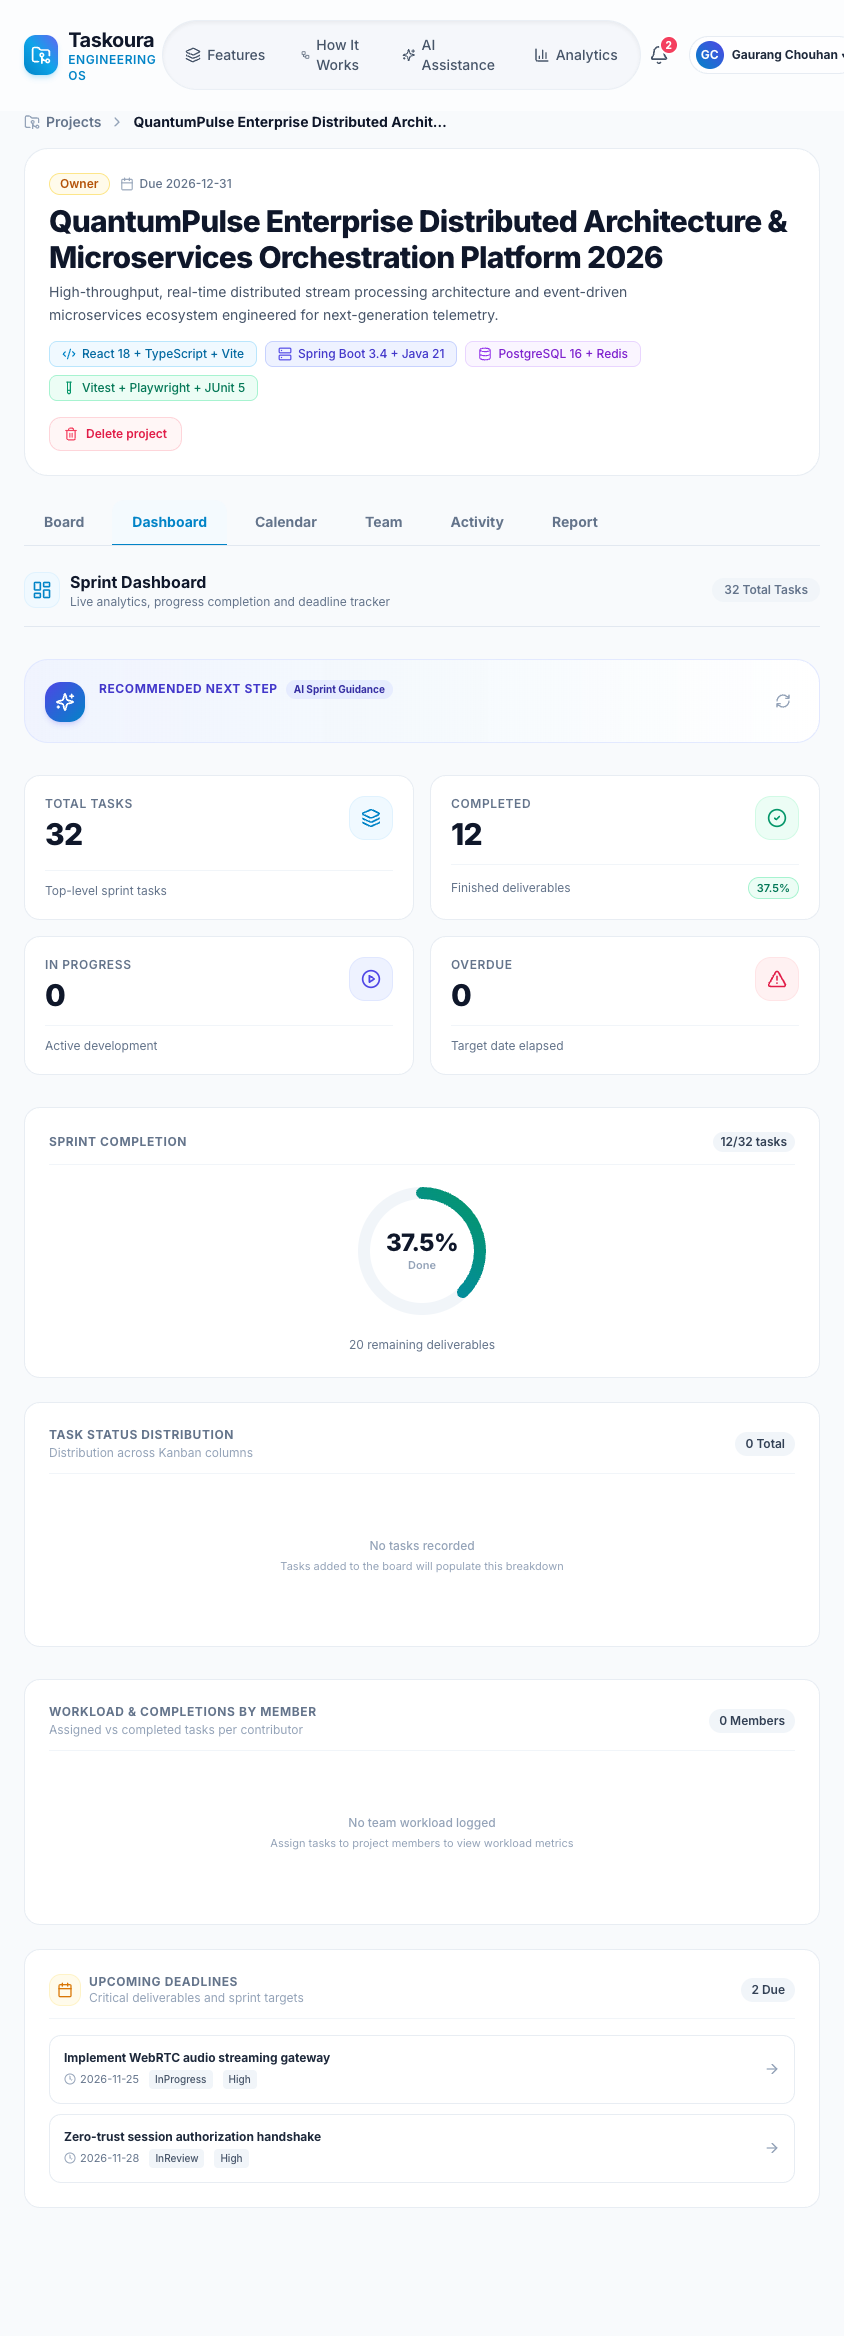 Taskoura
ENGINEERING
OS
Features
How It
Works
AI
Assistance
Analytics
2
GC
Gaurang Chouhan
Projects
QuantumPulse Enterprise Distributed Archit...
Owner
Due 2026-12-31
QuantumPulse Enterprise Distributed Architecture &
Microservices Orchestration Platform 2026
High-throughput, real-time distributed stream processing architecture and event-driven
microservices ecosystem engineered for next-generation telemetry.
React 18 + TypeScript + Vite
Spring Boot 3.4 + Java 21
PostgreSQL 16 + Redis
Vitest + Playwright + JUnit 5
Delete project
Board
Dashboard
Calendar
Team
Activity
Report
Sprint Dashboard
Live analytics, progress completion and deadline tracker
32 Total Tasks
RECOMMENDED NEXT STEP
AI Sprint Guidance
TOTAL TASKS
32
Top-level sprint tasks
COMPLETED
12
Finished deliverables
37.5%
IN PROGRESS
0
Active development
OVERDUE
0
Target date elapsed
SPRINT COMPLETION
12/32 tasks
37.5%
Done
20 remaining deliverables
TASK STATUS DISTRIBUTION
Distribution across Kanban columns
0 Total
No tasks recorded
Tasks added to the board will populate this breakdown
WORKLOAD & COMPLETIONS BY MEMBER
Assigned vs completed tasks per contributor
0 Members
No team workload logged
Assign tasks to project members to view workload metrics
UPCOMING DEADLINES
Critical deliverables and sprint targets
2 Due
Implement WebRTC audio streaming gateway
2026-11-25
InProgress
High
Zero-trust session authorization handshake
2026-11-28
InReview
High